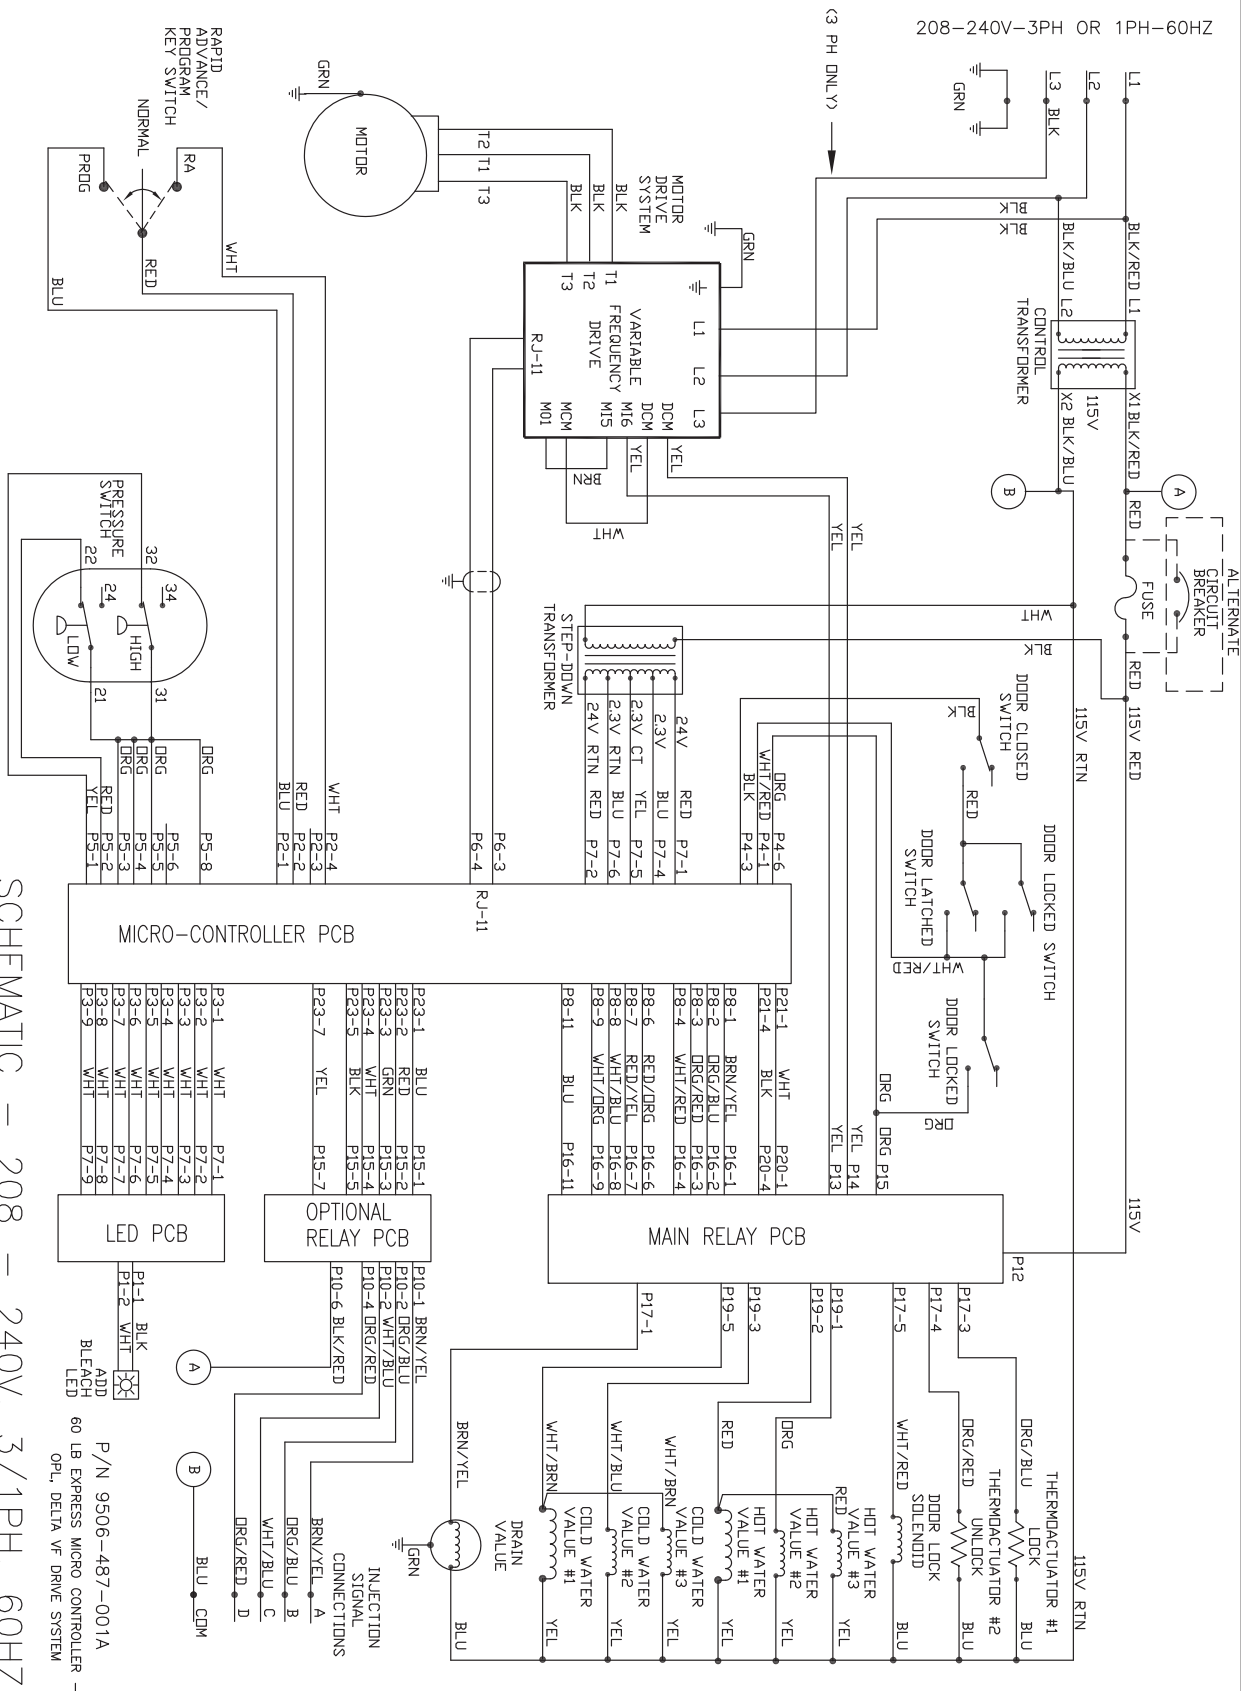 208-240V-3PH OR 1PH-60HZ
L1
L2
L3
BLK
GRN
(3 PH ONLY)
BLK
BLK
BLK/RED L1
BLK/BLU L2
CONTROL
TRANSFORMER
115V
X1 BLK/RED
X2 BLK/BLU
A
B
RED
ALTERNATE
CIRCUIT
BREAKER
FUSE
RED
115V RED
115V RTN
WHT
BLK
115V
P12
115V RTN
RAPID
ADVANCE/
PROGRAM
KEY SWITCH
NORMAL
RA
PROG
WHT
RED
BLU
GRN
MOTOR
T2
T1
T3
BLK
BLK
BLK
MOTOR
DRIVE
SYSTEM
GRN
T1
T2
T3
L1
L2
L3
VARIABLE
FREQUENCY
DRIVE
RJ-11
DCM
DCM
MI6
MI5
MCM
M01
YEL
YEL
BRN
WHT
YEL
YEL
PRESSURE
SWITCH
32
22
34
24
HIGH
LOW
31
21
ORG
ORG
ORG
ORG
RED
YEL
P5-8
P5-6
P5-5
P5-4
P5-3
P5-2
P5-1
WHT
RED
BLU
P2-4
P2-3
P2-2
P2-1
P6-3
P6-4
RJ-11
STEP-DOWN
TRANSFORMER
24V
2.3V
2.3V CT
2.3V RTN
24V RTN
RED
BLU
YEL
BLU
RED
P7-1
P7-4
P7-5
P7-6
P7-2
ORG
WHT/RED
BLK
P4-6
P4-1
P4-3
DOOR CLOSED
SWITCH
BLK
RED
DOOR LATCHED
SWITCH
DOOR LOCKED SWITCH
WHT/RED
DOOR LOCKED
SWITCH
ORG
ORG
MICRO-CONTROLLER PCB
P3-1 WHT P7-1
P3-2 WHT P7-2
P3-3 WHT P7-3
P3-4 WHT P7-4
P3-5 WHT P7-5
P3-6 WHT P7-6
P3-7 WHT P7-7
P3-8 WHT P7-8
P3-9 WHT P7-9
P23-1 BLU P15-1
P23-2 RED P15-2
P23-3 GRN P15-3
P23-4 WHT P15-4
P23-5 BLK P15-5
P23-7 YEL P15-7
P21-1 WHT P20-1
P21-4 BLK P20-4
P8-1 BRN/YEL P16-1
P8-2 ORG/BLU P16-2
P8-3 ORG/RED P16-3
P8-4 WHT/RED P16-4
P8-6 RED/ORG P16-6
P8-7 RED/YEL P16-7
P8-8 WHT/BLU P16-8
P8-9 WHT/ORG P16-9
P8-11 BLU P16-11
ORG P15
YEL P14
YEL P13
LED PCB
OPTIONAL
RELAY PCB
MAIN RELAY PCB
P1-1 BLK
P1-2 WHT
ADD
BLEACH
LED
P10-1 BRN/YEL
P10-2 ORG/BLU
P10-2 WHT/BLU
P10-4 ORG/RED
P10-6 BLK/RED
A
B
BLU COM
ORG/RED D
WHT/BLU C
ORG/BLU B
BRN/YEL A
INJECTION
SIGNAL
CONNECTIONS
P17-3
P17-4
P17-5
P19-1
P19-2
P19-3
P19-5
P17-1
THERMOACTUATOR #1
LOCK
ORG/BLU
BLU
THERMOACTUATOR #2
UNLOCK
ORG/RED
BLU
DOOR LOCK
SOLENOID
WHT/RED
BLU
HOT WATER
VALUE #3
RED
YEL
HOT WATER
VALUE #2
ORG
YEL
HOT WATER
VALUE #1
RED
YEL
COLD WATER
VALUE #3
WHT/BRN
YEL
COLD WATER
VALUE #2
WHT/BLU
YEL
COLD WATER
VALUE #1
WHT/BRN
YEL
DRAIN
VALUE
BRN/YEL
GRN
BLU
P/N 9506-487-001A
60 LB EXPRESS MICRO CONTROLLER -
OPL, DELTA VF DRIVE SYSTEM
SCHEMATIC - 208 - 240V 3/1PH 60HZ